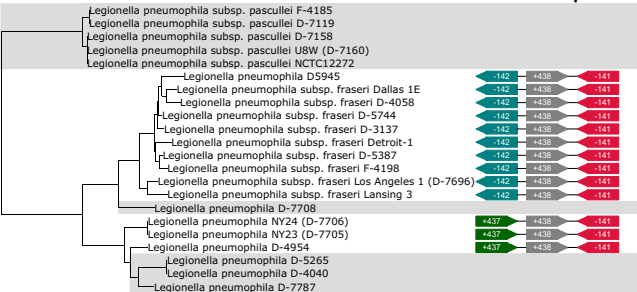 Legionella pneumophila subsp. pascullei F-4185
Legionella pneumophila subsp. pascullei D-7119
Legionella pneumophila subsp. pascullei D-7158
Legionella pneumophila subsp. pascullei U8W (D-7160)
Legionella pneumophila subsp. pascullei NCTC12272
Legionella pneumophila D5945 -142 +438 -141
Legionella pneumophila subsp. fraseri Dallas 1E -142 +438 -141
Legionella pneumophila subsp. fraseri D-4058 -142 +438 -141
Legionella pneumophila subsp. fraseri D-5744 -142 +438 -141
Legionella pneumophila subsp. fraseri D-3137 -142 +438 -141
Legionella pneumophila subsp. fraseri Detroit-1 -142 +438 -141
Legionella pneumophila subsp. fraseri D-5387 -142 +438 -141
Legionella pneumophila subsp. fraseri F-4198 -142 +438 -141
Legionella pneumophila subsp. fraseri Los Angeles 1 (D-7696) -142 +438 -141
Legionella pneumophila subsp. fraseri Lansing 3 -142 +438 -141
Legionella pneumophila D-7708
Legionella pneumophila NY24 (D-7706) +437 +438 -141
Legionella pneumophila NY23 (D-7705) +437 +438 -141
Legionella pneumophila D-4954 +437 +438 -141
Legionella pneumophila D-5265
Legionella pneumophila D-4040
Legionella pneumophila D-7787